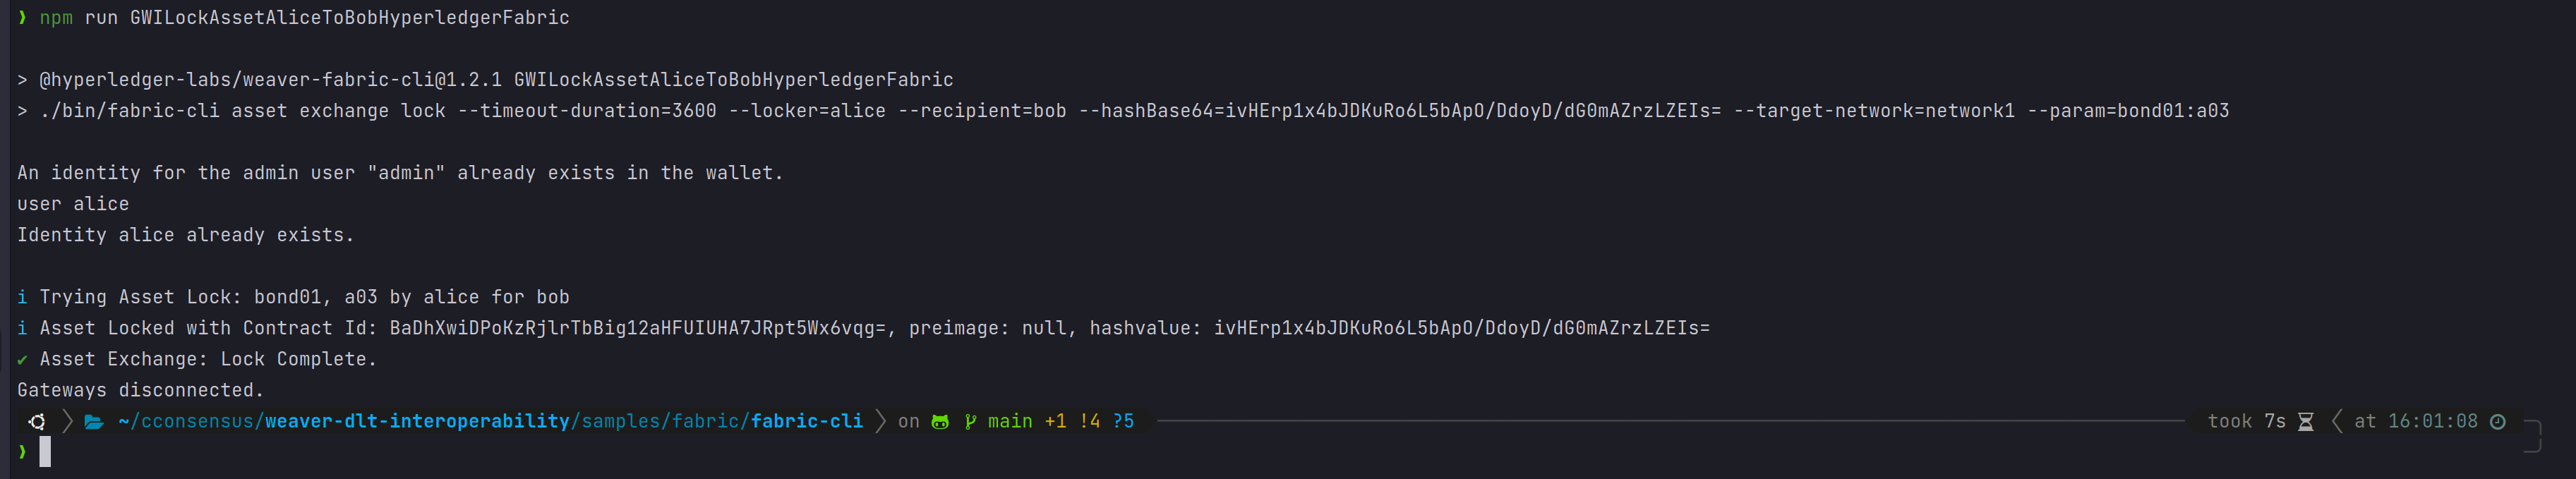 ❯ npm run GWILockAssetAliceToBobHyperledgerFabric
> @hyperledger-labs/weaver-fabric-cli@1.2.1 GWILockAssetAliceToBobHyperledgerFabric
> ./bin/fabric-cli asset exchange lock --timeout-duration=3600 --locker=alice --recipient=bob --hashBase64=ivHErp1x4bJDKuRo6L5bApO/DdoyD/dG0mAZrzLZEIs= --target-network=network1 --param=bond01:a03
An identity for the admin user "admin" already exists in the wallet.
user alice
Identity alice already exists.
i Trying Asset Lock: bond01, a03 by alice for bob
i Asset Locked with Contract Id: BaDhXwiDPoKzRjlrTbBig12aHFUIUHA7JRpt5Wx6vqg=, preimage: null, hashvalue: ivHErp1x4bJDKuRo6L5bApO/DdoyD/dG0mAZrzLZEIs=
✔ Asset Exchange: Lock Complete.
Gateways disconnected.
~/cconsensus/weaver-dlt-interoperability/samples/fabric/fabric-cli on main +1 !4 ?5 took 7s at 16:01:08
❯